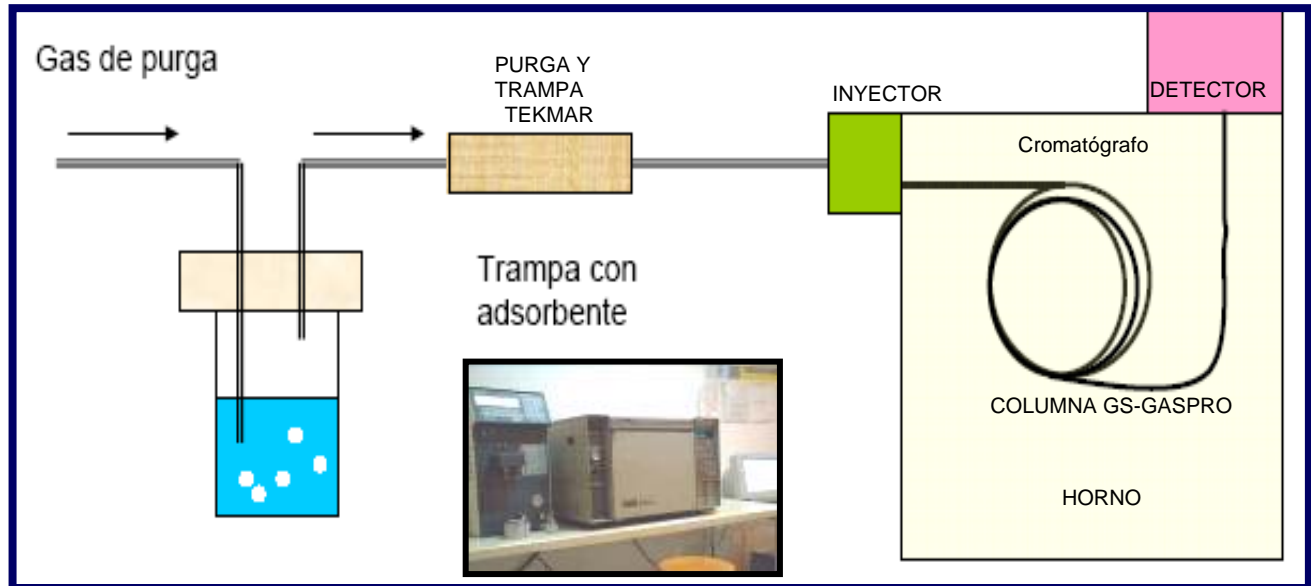 Gas de purga
PURGA Y
TRAMPA
TEKMAR
INYECTOR
DETECTOR
Cromatógrafo
Trampa con
adsorbente
COLUMNA GS-GASPRO
HORNO